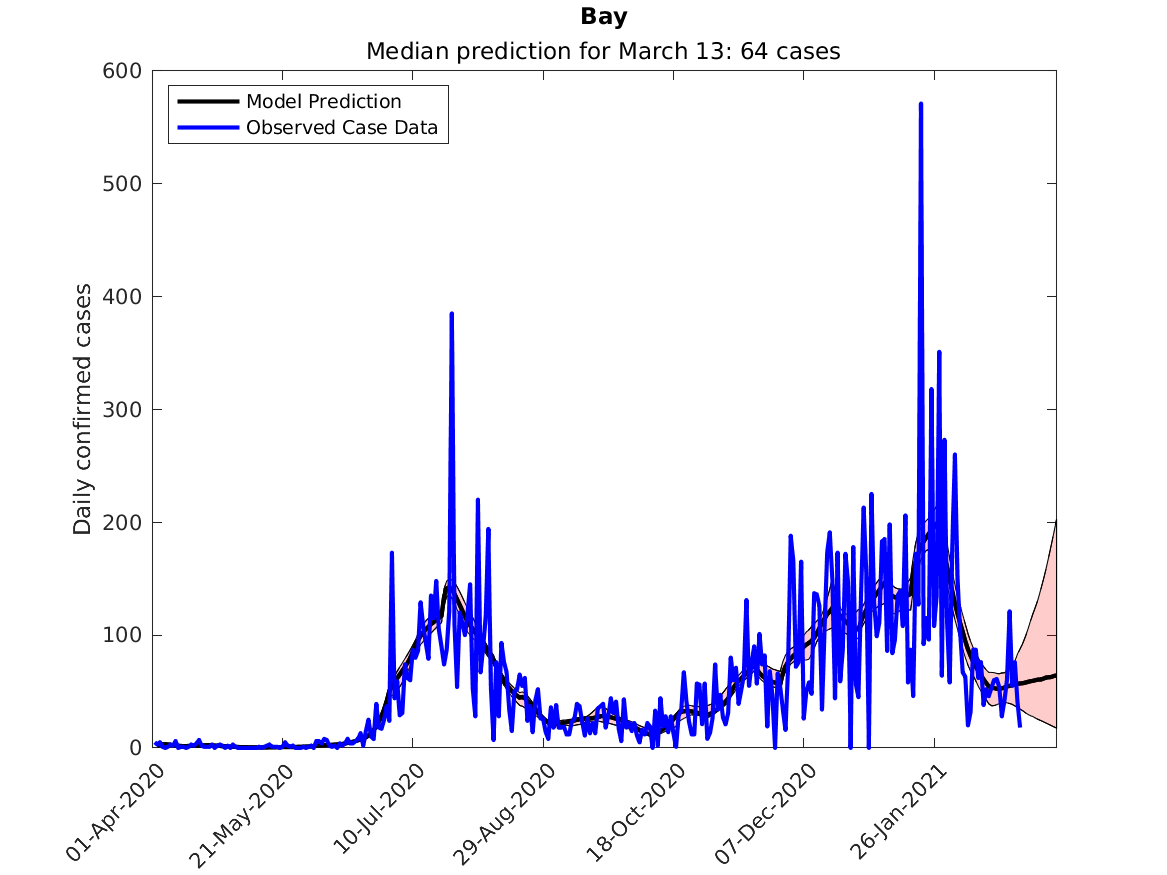 Bay
Median prediction for March 13: 64 cases
Model Prediction
Observed Case Data
Daily confirmed cases
600
500
400
300
200
100
0
01-Apr-2020
21-May-2020
10-Jul-2020
29-Aug-2020
18-Oct-2020
07-Dec-2020
26-Jan-2021